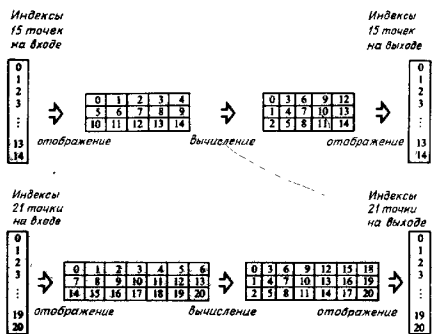 Индексы
15 точек
на входе
Индексы
15 точек
на выходе
0
1
2
3
⋮
13
14
0 1 2 3 4
5 6 7 8 9
10 11 12 13 14
0 3 6 9 12
1 4 7 10 13
2 5 8 11 14
0
1
2
3
⋮
13
14
отображение
вычисление
отображение
Индексы
21 точки
на входе
Индексы
21 точки
на выходе
0
1
2
3
⋮
19
20
0 1 2 3 4 5 6
7 8 9 10 11 12 13
14 15 16 17 18 19 20
0 3 6 9 12 15 18
1 4 7 10 13 16 19
2 5 8 11 14 17 20
0
1
2
3
⋮
19
20
отображение
вычисление
отображение